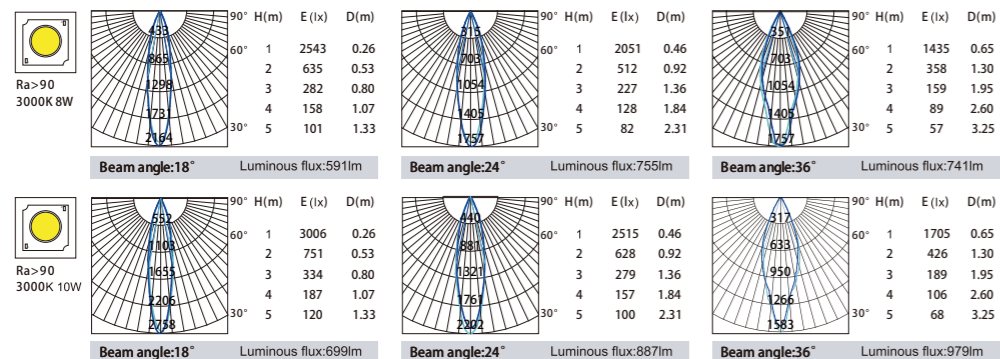 Ra>90
3000K 8W
433
865
1298
1731
2164
90°
60°
30°
H(m) E(lx) D(m)
1 2543 0.26
2 635 0.53
3 282 0.80
4 158 1.07
5 101 1.33
Beam angle:18° Luminous flux:591lm
315
703
1054
1405
1757
90°
60°
30°
H(m) E(lx) D(m)
1 2051 0.46
2 512 0.92
3 227 1.36
4 128 1.84
5 82 2.31
Beam angle:24° Luminous flux:755lm
351
703
1054
1405
1757
90°
60°
30°
H(m) E(lx) D(m)
1 1435 0.65
2 358 1.30
3 159 1.95
4 89 2.60
5 57 3.25
Beam angle:36° Luminous flux:741lm
Ra>90
3000K 10W
552
1103
1655
2206
2758
90°
60°
30°
H(m) E(lx) D(m)
1 3006 0.26
2 751 0.53
3 334 0.80
4 187 1.07
5 120 1.33
Beam angle:18° Luminous flux:699lm
440
881
1321
1761
2202
90°
60°
30°
H(m) E(lx) D(m)
1 2515 0.46
2 628 0.92
3 279 1.36
4 157 1.84
5 100 2.31
Beam angle:24° Luminous flux:887lm
317
633
950
1266
1583
90°
60°
30°
H(m) E(lx) D(m)
1 1705 0.65
2 426 1.30
3 189 1.95
4 106 2.60
5 68 3.25
Beam angle:36° Luminous flux:979lm